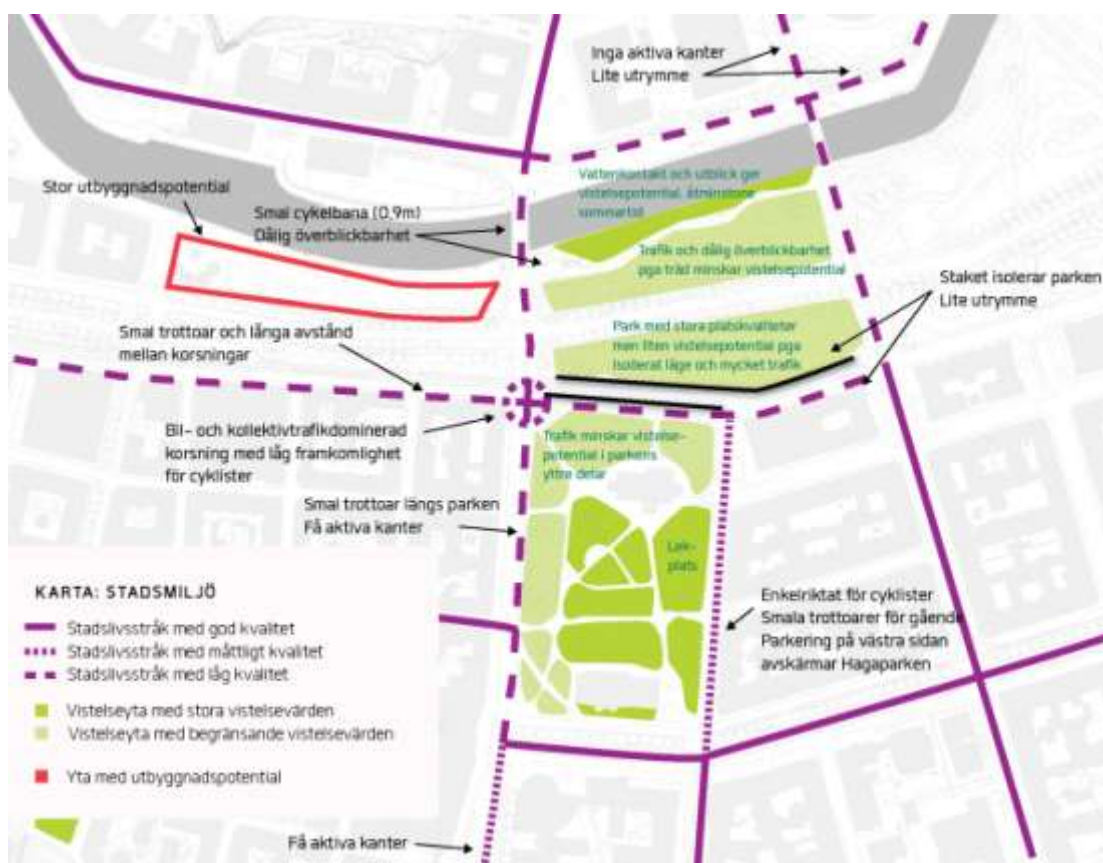 Inga aktiva kanter
Lite utrymme
Stor utbyggnadspotential
Vattenkontakt och utblick ger
vistelsepotential, åtminstone
sommartid
Smal cykelbana (0,9m)
Dålig överblickbarhet
Trafik och dålig överblickbarhet
pga träd minskar vistelsepotential
Staket isolerar parken
Lite utrymme
Smal trottoar och långa avstånd
mellan korsningar
Park med stora platskvaliteter
men liten vistelsepotential pga
isolerat läge och mycket trafik
Bil- och kollektivtrafikdominerad
korsning med låg framkomlighet
för cyklister
Trafik minskar vistelse-
potential i parkens
yttre delar
Smal trottoar längs parken
Få aktiva kanter
Lek-
plats
KARTA: STADSMILJÖ
Stadslivsstråk med god kvalitet
Stadslivsstråk med måttligt kvalitet
Stadslivsstråk med låg kvalitet
Vistelseyta med stora vistelsevärden
Vistelseyta med begränsande vistelsevärden
Yta med utbyggnadspotential
Enkelriktat för cyklister
Smala trottoarer för gående
Parkering på västra sidan
avskärmar Hagaparken
Få aktiva kanter